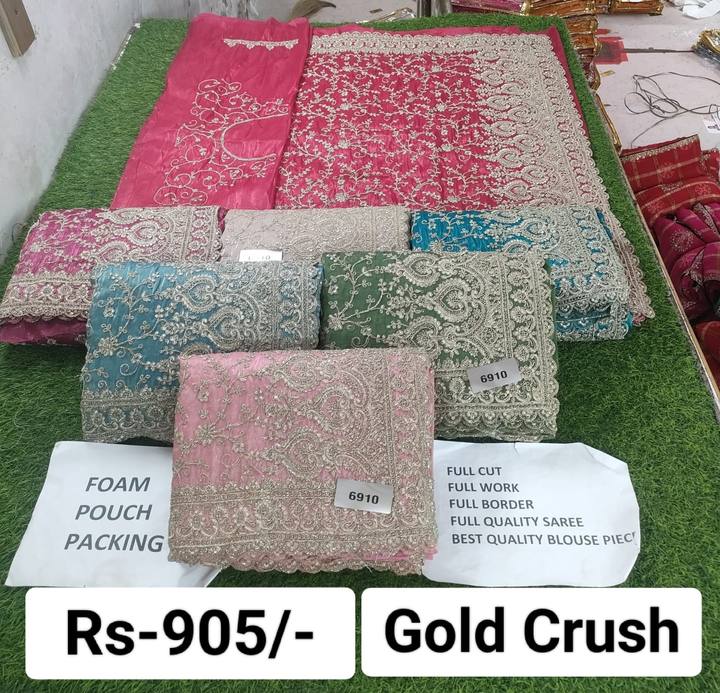 6910
6910
FOAM
POUCH
PACKING
FULL CUT
FULL WORK
FULL BORDER
FULL QUALITY SAREE
BEST QUALITY BLOUSE PIEC
Rs-905/-
Gold Crush